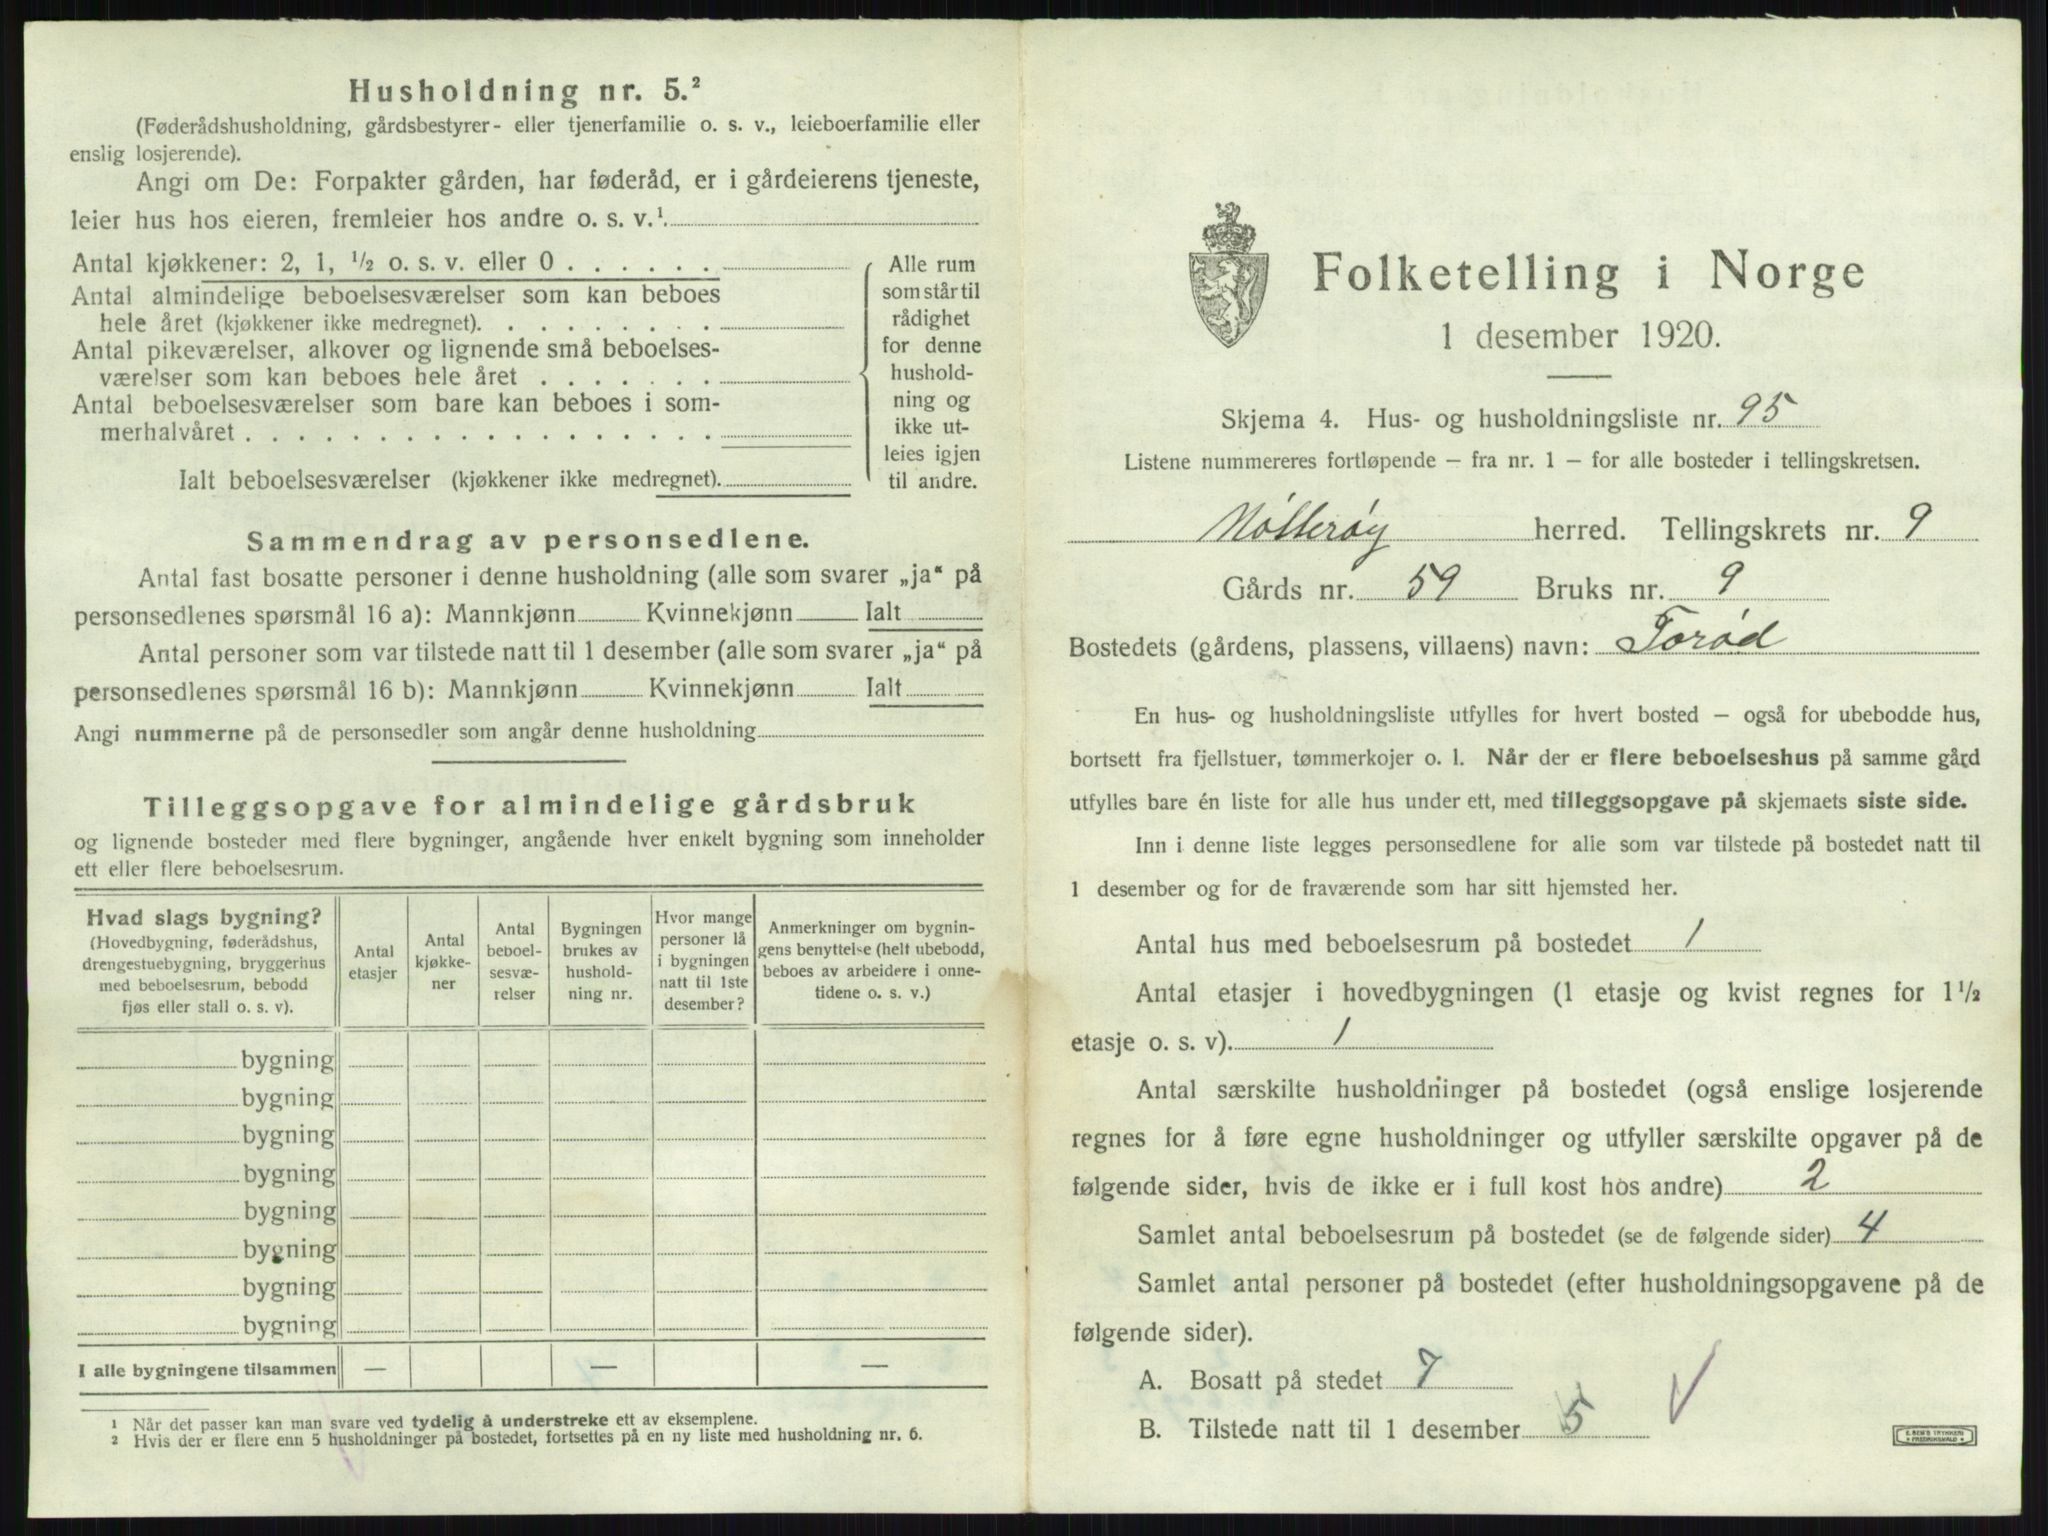 Husholdning nr. 5.²
(Føderådshusholdning, gårdsbestyrer- eller tjenerfamilie o. s. v., leieboerfamilie eller
enslig losjerende).
Angi om De: Forpakter gården, har føderåd, er i gårdeierens tjeneste,
leier hus hos eieren, fremleier hos andre o. s. v.¹
Antal kjøkkener: 2, 1, ¹/₂ o. s. v. eller 0 . . . . . .
Antal almindelige beboelsesværelser som kan beboes
hele året (kjøkkener ikke medregnet). . . . . . . . .
Antal pikeværelser, alkover og lignende små beboelses-
værelser som kan beboes hele året . . . . . . .
Antal beboelsesværelser som bare kan beboes i som-
merhalvåret . . . . . . . . . . . . . . . . . .
Ialt beboelsesværelser (kjøkkener ikke medregnet).
Alle rum
som står til
rådighet
for denne
hushold-
ning og
ikke ut-
leies igjen
til andre.
Sammendrag av personsedlene.
Antal fast bosatte personer i denne husholdning (alle som svarer „ja“ på
personsedlenes spørsmål 16 a): Mannkjønn Kvinnekjønn Ialt
Antal personer som var tilstede natt til 1 desember (alle som svarer „ja“ på
personsedlenes spørsmål 16 b): Mannkjønn Kvinnekjønn Ialt
Angi nummerne på de personsedler som angår denne husholdning
Tilleggsopgave for almindelige gårdsbruk
og lignende bosteder med flere bygninger, angående hver enkelt bygning som inneholder
ett eller flere beboelsesrum.
Hvad slags bygning?
(Hovedbygning, føderådshus,
drengestuebygning, bryggerhus
med beboelsesrum, bebodd
fjøs eller stall o. s. v).
Antal
etasjer
Antal
kjøkke-
ner
Antal
beboel-
sesvæ-
relser
Bygningen
brukes av
hushold-
ning nr.
Hvor mange
personer lå
i bygningen
natt til 1ste
desember?
Anmerkninger om bygnin-
gens benyttelse (helt ubebodd,
beboes av arbeidere i onne-
tidene o. s. v.)
bygning
bygning
bygning
bygning
bygning
bygning
bygning
bygning
I alle bygningene tilsammen — — —
¹ Når det passer kan man svare ved tydelig å understreke ett av eksemplene.
² Hvis der er flere enn 5 husholdninger på bostedet, fortsettes på en ny liste med husholdning nr. 6.
Folketelling i Norge
1 desember 1920.
Skjema 4. Hus- og husholdningsliste nr. 95
Listene nummereres fortløpende — fra nr. 1 — for alle bosteder i tellingskretsen.
Nøtterøy herred. Tellingskrets nr. 9
Gårds nr. 59 Bruks nr. 9
Bostedets (gårdens, plassens, villaens) navn: Torød
En hus- og husholdningsliste utfylles for hvert bosted — også for ubebodde hus,
bortsett fra fjellstuer, tømmerkojer o. l. Når der er flere beboelseshus på samme gård
utfylles bare én liste for alle hus under ett, med tilleggsopgave på skjemaets siste side.
Inn i denne liste legges personsedlene for alle som var tilstede på bostedet natt til
1 desember og for de fraværende som har sitt hjemsted her.
Antal hus med beboelsesrum på bostedet 1
Antal etasjer i hovedbygningen (1 etasje og kvist regnes for 1¹/₂
etasje o. s. v). 1
Antal særskilte husholdninger på bostedet (også enslige losjerende
regnes for å føre egne husholdninger og utfyller særskilte opgaver på de
følgende sider, hvis de ikke er i full kost hos andre) 2
Samlet antal beboelsesrum på bostedet (se de følgende sider) 4
Samlet antal personer på bostedet (efter husholdningsopgavene på de
følgende sider).
A. Bosatt på stedet 7
B. Tilstede natt til 1 desember 5